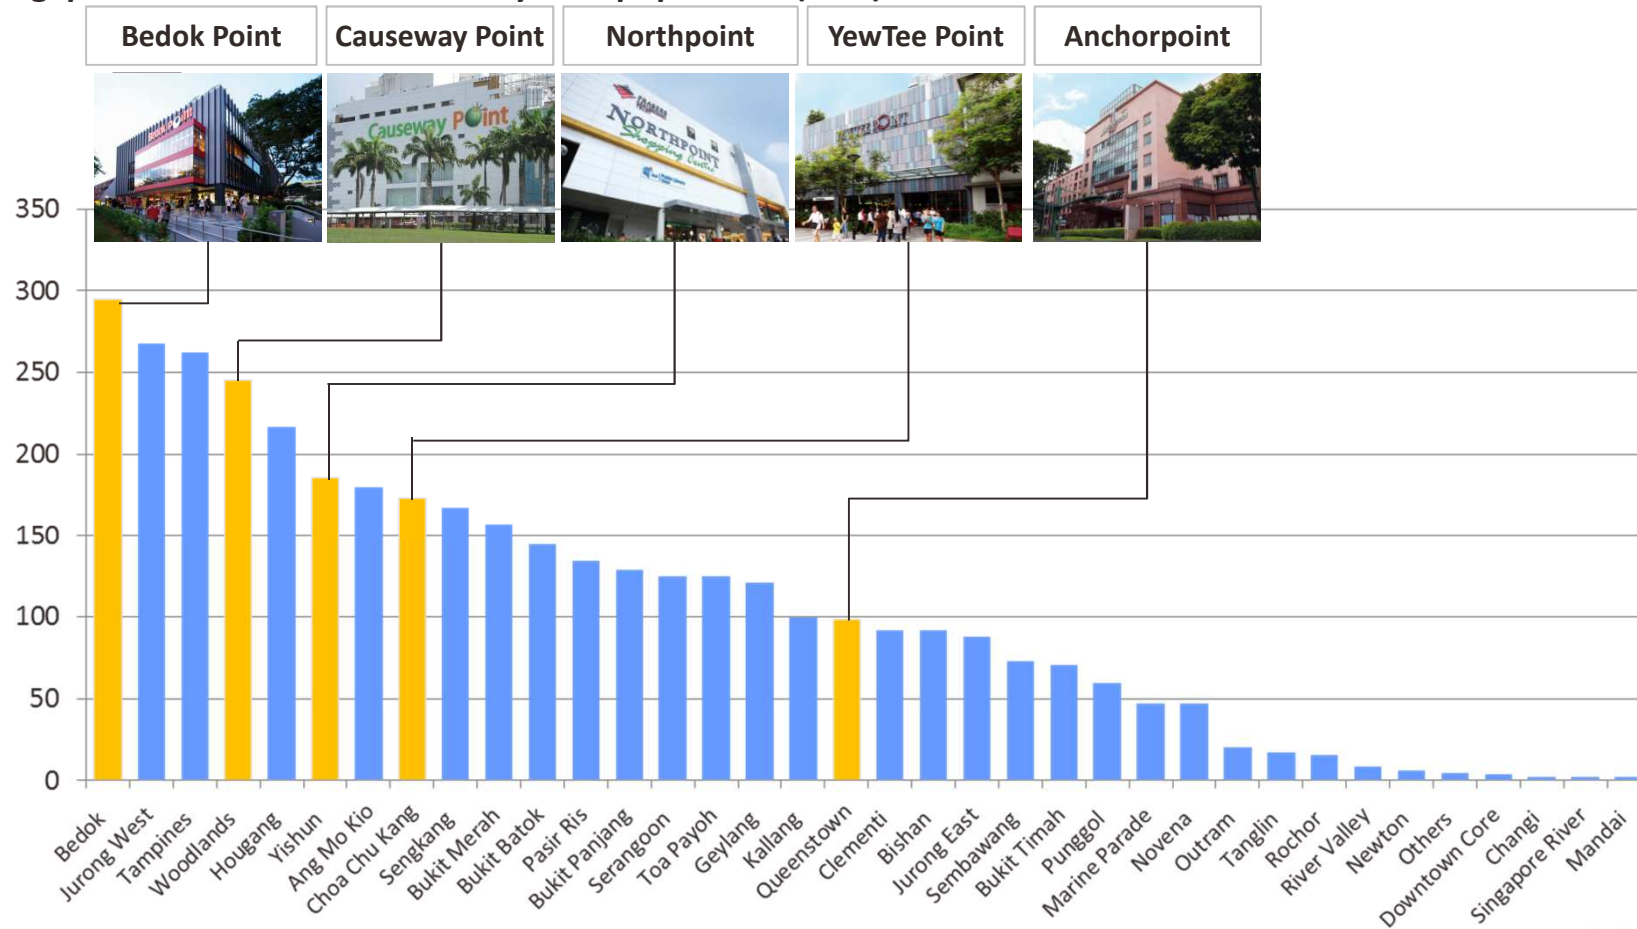 Bedok Point
Causeway Point
Northpoint
YewTee Point
Anchorpoint
Causeway Point
NORTHPOINT
Shopping Centre
350
300
250
200
150
100
50
0
Bedok
Jurong West
Tampines
Woodlands
Hougang
Yishun
Ang Mo Kio
Choa Chu Kang
Sengkang
Bukit Merah
Bukit Batok
Pasir Ris
Bukit Panjang
Serangoon
Toa Payoh
Geylang
Kallang
Queenstown
Clementi
Bishan
Jurong East
Sembawang
Bukit Timah
Punggol
Marine Parade
Novena
Outram
Tanglin
Rochor
River Valley
Newton
Others
Downtown Core
Changi
Singapore River
Mandai